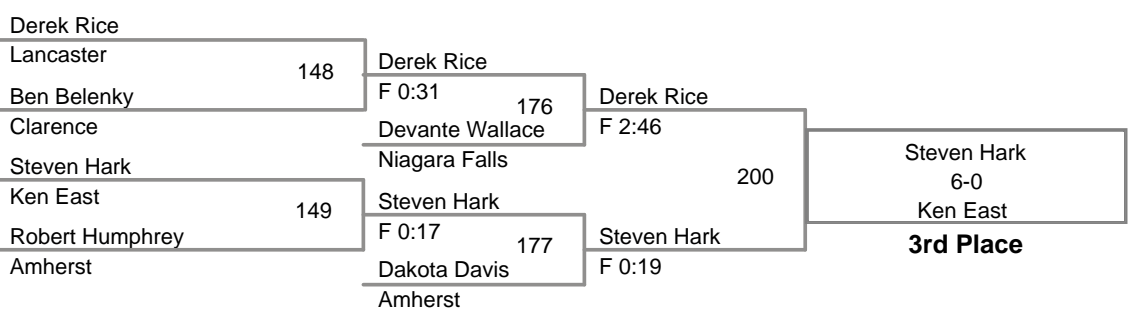 Derek Rice
Lancaster
148
Ben Belenky
Clarence
Steven Hark
Ken East
149
Robert Humphrey
Amherst
Derek Rice
F 0:31
176
Devante Wallace
Niagara Falls
Steven Hark
F 0:17
177
Dakota Davis
Amherst
Derek Rice
F 2:46
200
Steven Hark
F 0:19
Steven Hark
6-0
Ken East
3rd Place